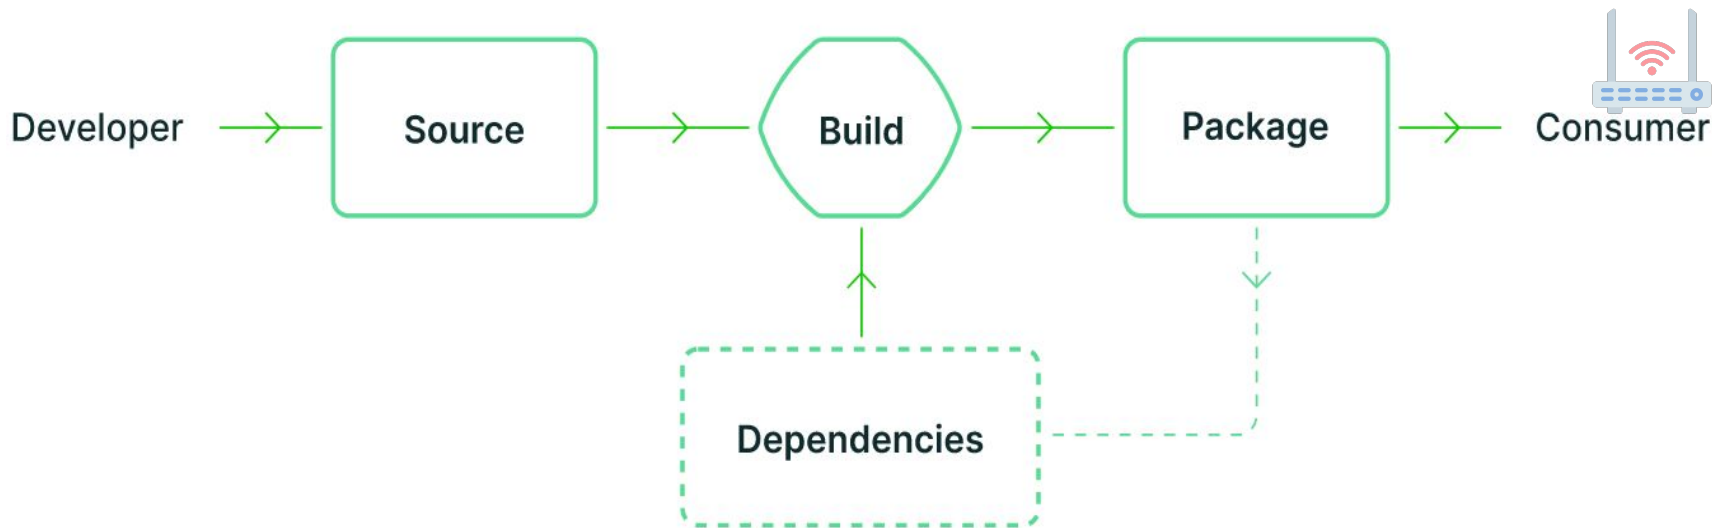 Developer
Source
Build
Package
Consumer
Dependencies